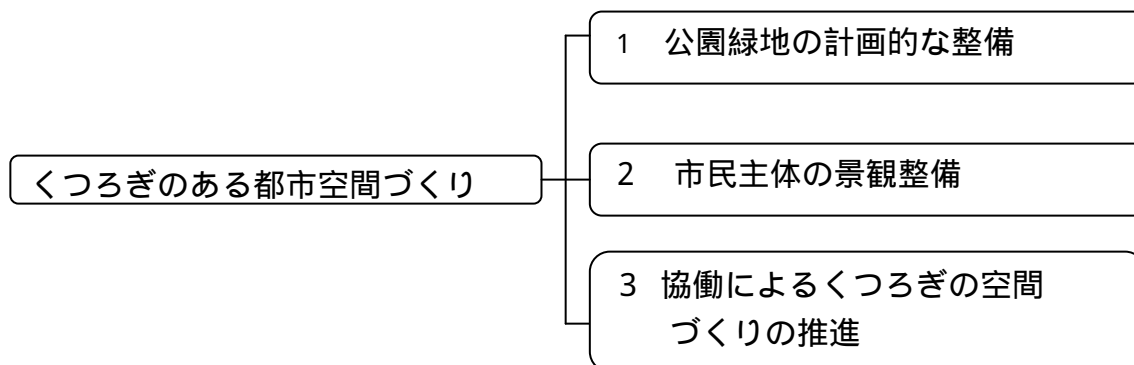 くつろぎのある都市空間づくり
1 公園緑地の計画的な整備
2 市民主体の景観整備
3 協働によるくつろぎの空間
づくりの推進